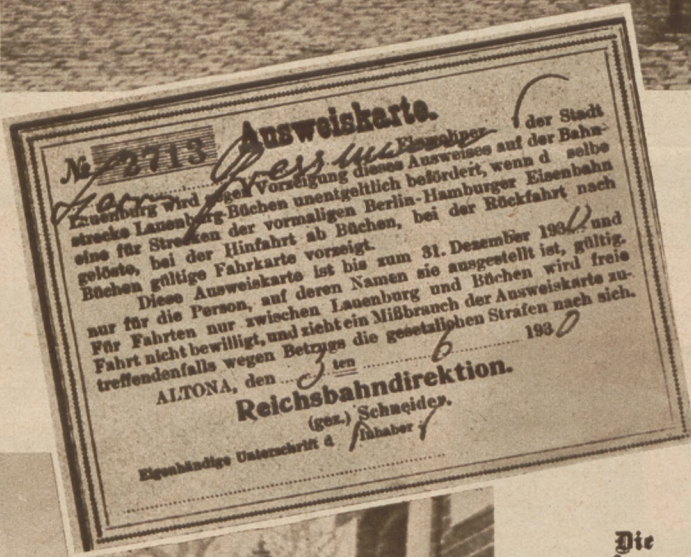 Ausweiskarte.
№ 2713
Herrn Einwohner der Stadt
Lauenburg wird gegen Vorzeigung dieses Ausweises auf der Bahn-
strecke Lauenburg-Büchen unentgeltlich befördert, wenn d selbe
eine für Strecken der vormaligen Berlin-Hamburger Eisenbahn
gelöste, bei der Hinfahrt ab Büchen, bei der Rückfahrt nach
Büchen gültige Fahrkarte vorzeigt.
Diese Ausweiskarte ist bis zum 31. Dezember 1930 und
nur für die Person, auf deren Namen sie ausgestellt ist, gültig.
Für Fahrten nur zwischen Lauenburg und Büchen wird freie
Fahrt nicht bewilligt, und zieht ein Mißbrauch der Ausweiskarte zu-
treffendenfalls wegen Betrugs die gesetzlichen Strafen nach sich.
ALTONA, den 3 ten 6 1930
Reichsbahndirektion.
(gez.) Schneider.
Eigenhändige Unterschrift d Inhaber
Die